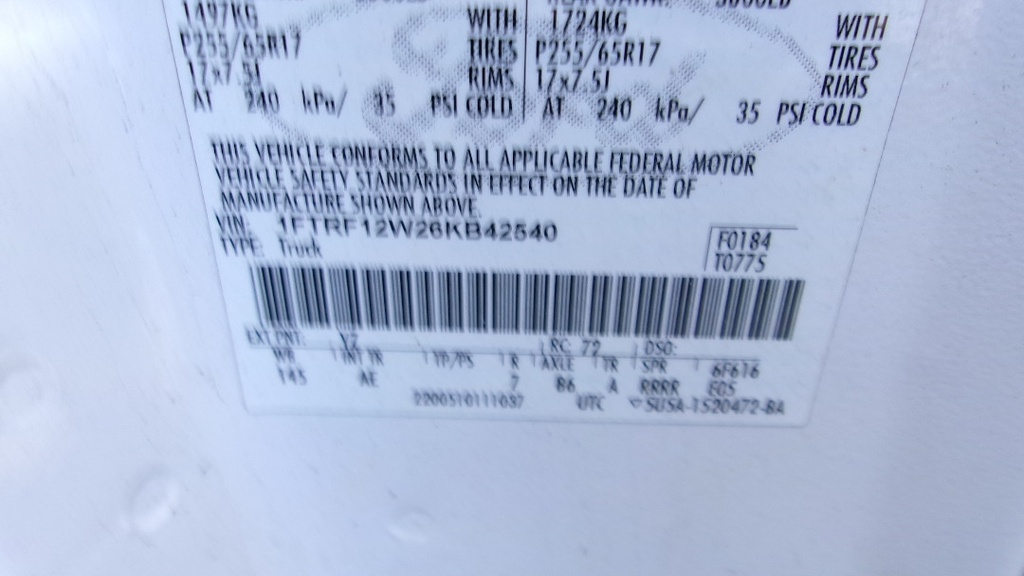 1497KG WITH 1724KG WITH
P255/65R17 TIRES P255/65R17 TIRES
17x7.5J RIMS 17x7.5J RIMS
AT 240 kPa/ 35 PSI COLD AT 240 kPa/ 35 PSI COLD
THIS VEHICLE CONFORMS TO ALL APPLICABLE FEDERAL MOTOR
VEHICLE SAFETY STANDARDS IN EFFECT ON THE DATE OF
MANUFACTURE SHOWN ABOVE.
VIN: 1FTRF12W26KB42540
TYPE: Truck
F0184
T0775
EXT PNT: YZ RC: 72 DSO:
WB INT TR TP/PS R AXLE TR SPR 6F616
145 AE 7 B6 A RRRR EG5
2200510111037 UTC 5U5A-1520472-BA